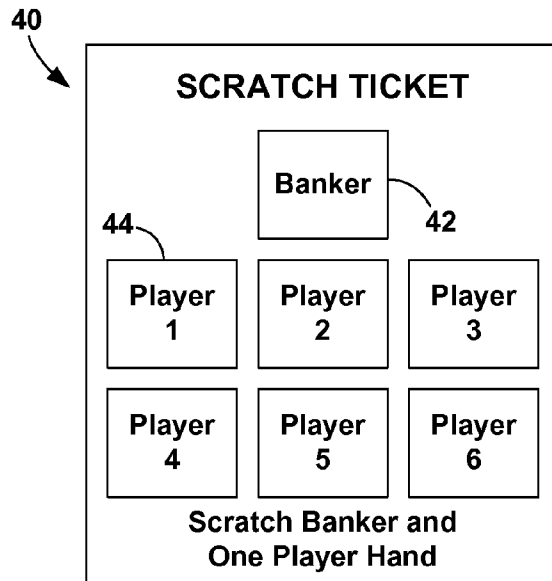 40
SCRATCH TICKET
Banker
42
44
Player
1
Player
2
Player
3
Player
4
Player
5
Player
6
Scratch Banker and
One Player Hand